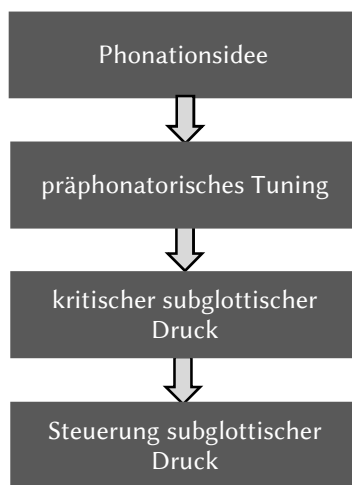 Phonationsidee
präphonatorisches Tuning
kritischer subglottischer
Druck
Steuerung subglottischer
Druck